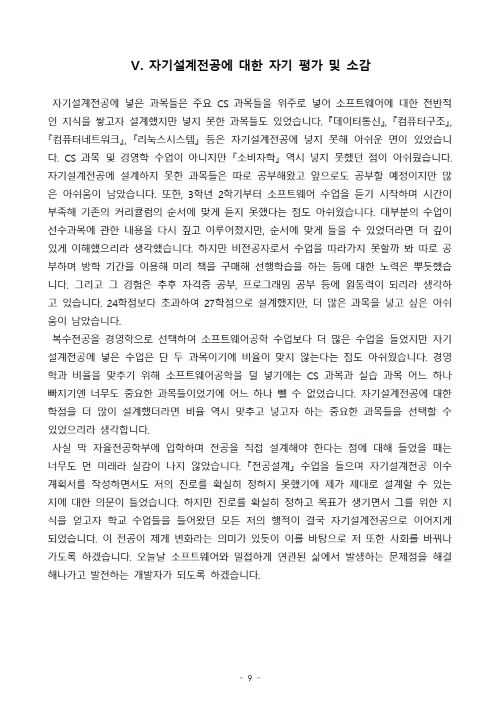 V. 자기설계전공에 대한 자기 평가 및 소감
자기설계전공에 넣은 과목들은 주요 CS 과목들을 위주로 넣어 소프트웨어에 대한 전반적
인 지식을 쌓고자 설계했지만 넣지 못한 과목들도 있었습니다. 『데이터통신』, 『컴퓨터구조』,
『컴퓨터네트워크』, 『리눅스시스템』 등은 자기설계전공에 넣지 못해 아쉬운 면이 있었습니
다. CS 과목 및 경영학 수업이 아니지만 『소비자학』 역시 넣지 못했던 점이 아쉬웠습니다.
자기설계전공에 설계하지 못한 과목들은 따로 공부해왔고 앞으로도 공부할 예정이지만 많
은 아쉬움이 남았습니다. 또한, 3학년 2학기부터 소프트웨어 수업을 듣기 시작하며 시간이
부족해 기존의 커리큘럼의 순서에 맞게 듣지 못했다는 점도 아쉬웠습니다. 대부분의 수업이
선수과목에 관한 내용을 다시 짚고 이루어졌지만, 순서에 맞게 들을 수 있었더라면 더 깊이
있게 이해했으리라 생각했습니다. 하지만 비전공자로서 수업을 따라가지 못할까 봐 따로 공
부하며 방학 기간을 이용해 미리 책을 구매해 선행학습을 하는 등에 대한 노력은 뿌듯했습
니다. 그리고 그 경험은 추후 자격증 공부, 프로그래밍 공부 등에 원동력이 되리라 생각하
고 있습니다. 24학점보다 초과하여 27학점으로 설계했지만, 더 많은 과목을 넣고 싶은 아쉬
움이 남았습니다.
복수전공을 경영학으로 선택하여 소프트웨어공학 수업보다 더 많은 수업을 들었지만 자기
설계전공에 넣은 수업은 단 두 과목이기에 비율이 맞지 않는다는 점도 아쉬웠습니다. 경영
학과 비율을 맞추기 위해 소프트웨어공학을 덜 넣기에는 CS 과목과 실습 과목 어느 하나
빠지기엔 너무도 중요한 과목들이었기에 어느 하나 뺄 수 없었습니다. 자기설계전공에 대한
학점을 더 많이 설계했더라면 비율 역시 맞추고 넣고자 하는 중요한 과목들을 선택할 수
있었으리라 생각합니다.
사실 막 자율전공학부에 입학하며 전공을 직접 설계해야 한다는 점에 대해 들었을 때는
너무도 먼 미래라 실감이 나지 않았습니다. 『전공설계』 수업을 들으며 자기설계전공 이수
계획서를 작성하면서도 저의 진로를 확실히 정하지 못했기에 제가 제대로 설계할 수 있는
지에 대한 의문이 들었습니다. 하지만 진로를 확실히 정하고 목표가 생기면서 그를 위한 지
식을 얻고자 학교 수업들을 들어왔던 모든 저의 행적이 결국 자기설계전공으로 이어지게
되었습니다. 이 전공이 제게 변화라는 의미가 있듯이 이를 바탕으로 저 또한 사회를 바꿔나
가도록 하겠습니다. 오늘날 소프트웨어와 밀접하게 연관된 삶에서 발생하는 문제점을 해결
해나가고 발전하는 개발자가 되도록 하겠습니다.
- 9 -